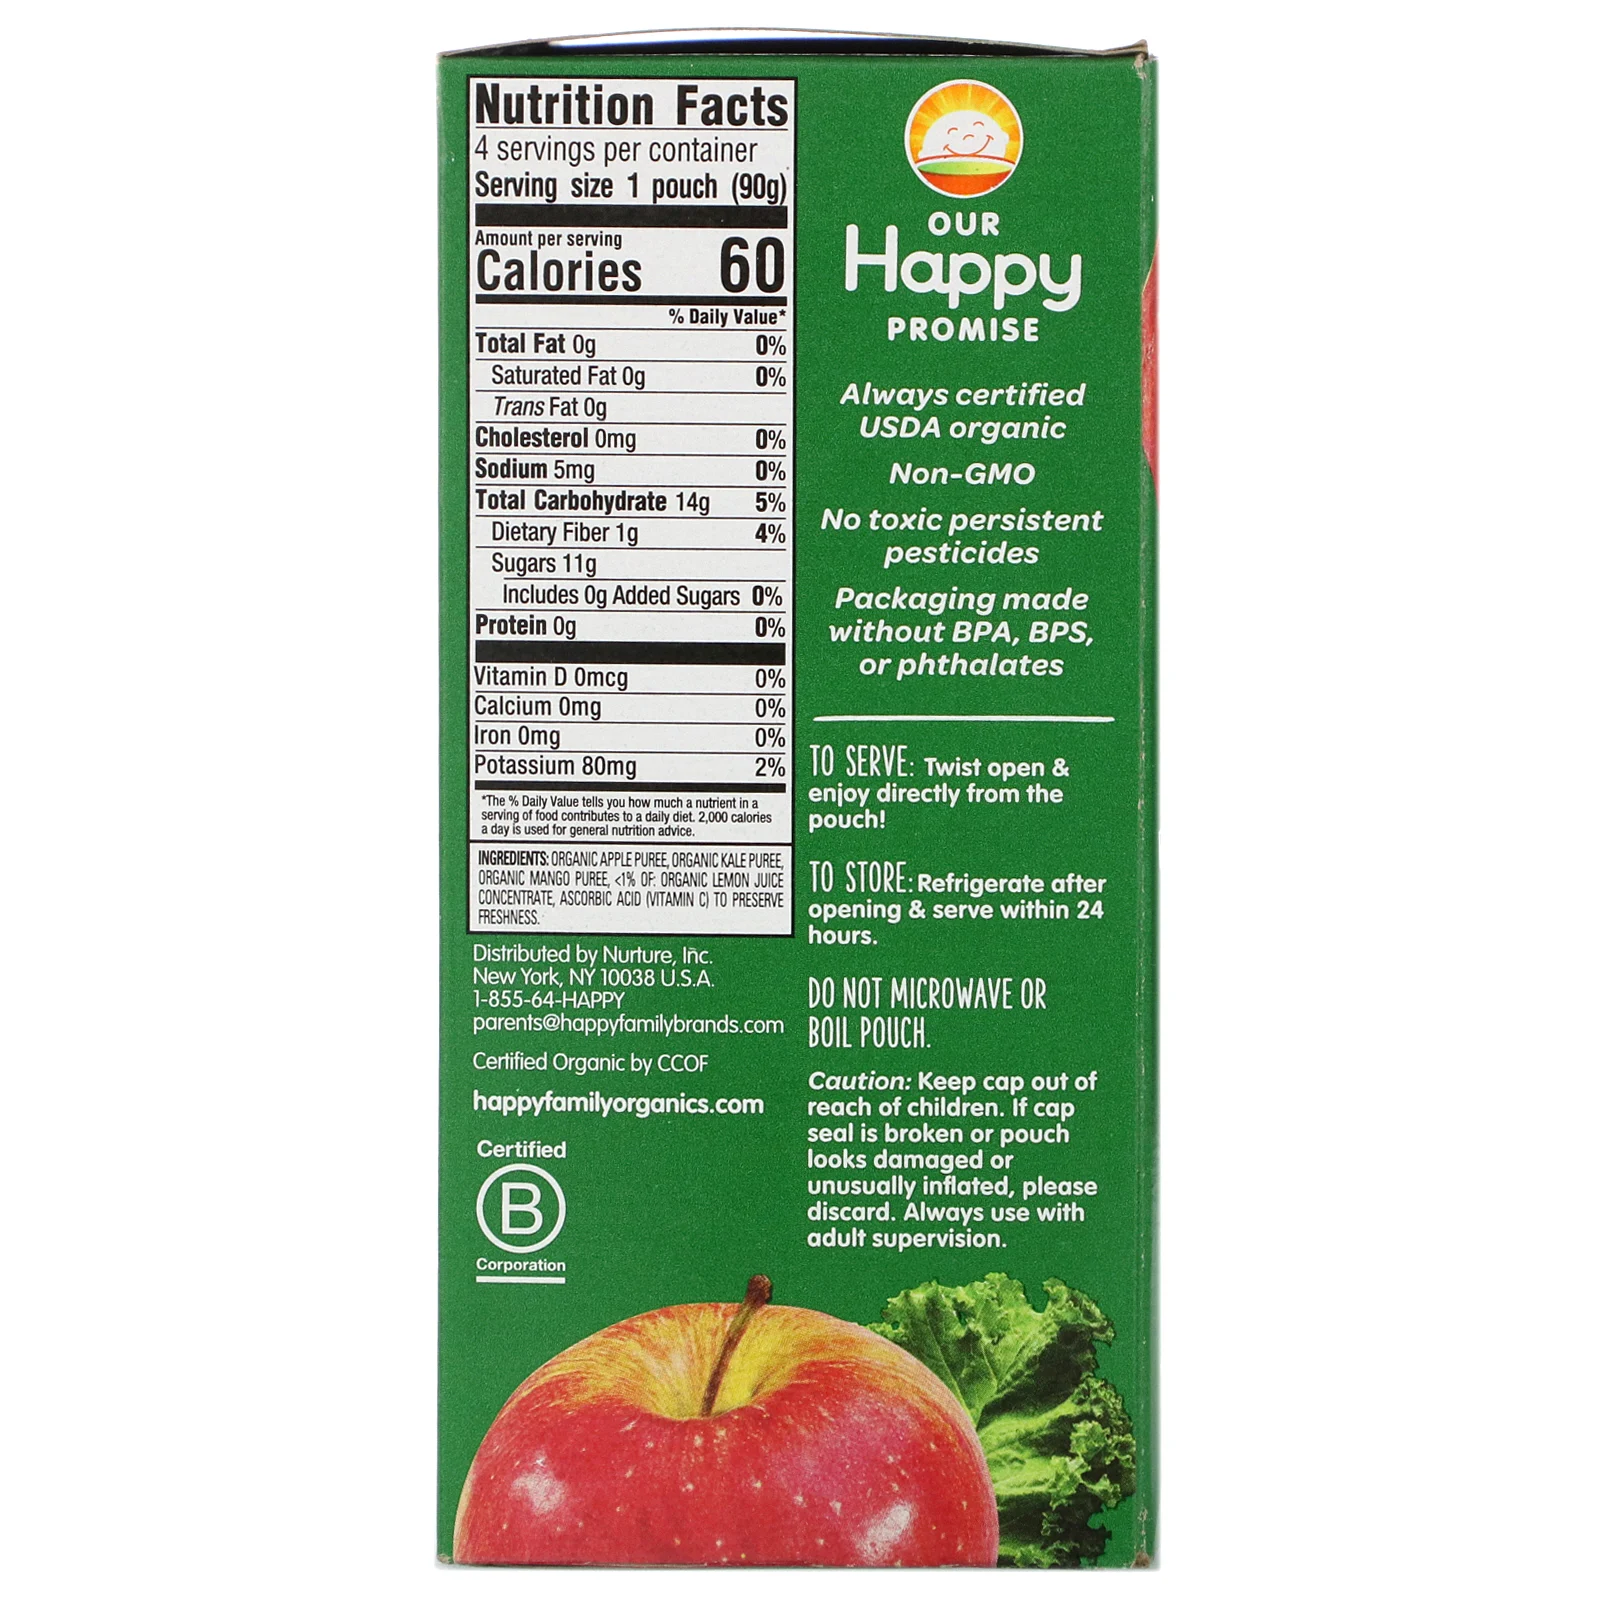 Nutrition Facts
4 servings per container
Serving size 1 pouch (90g)
Amount per serving
Calories 60
% Daily Value*
Total Fat 0g 0%
Saturated Fat 0g 0%
Trans Fat 0g
Cholesterol 0mg 0%
Sodium 5mg 0%
Total Carbohydrate 14g 5%
Dietary Fiber 1g 4%
Sugars 11g
Includes 0g Added Sugars 0%
Protein 0g 0%
Vitamin D 0mcg 0%
Calcium 0mg 0%
Iron 0mg 0%
Potassium 80mg 2%
*The % Daily Value tells you how much a nutrient in a
serving of food contributes to a daily diet. 2,000 calories
a day is used for general nutrition advice.
INGREDIENTS: ORGANIC APPLE PUREE, ORGANIC KALE PUREE,
ORGANIC MANGO PUREE, <1% OF: ORGANIC LEMON JUICE
CONCENTRATE, ASCORBIC ACID (VITAMIN C) TO PRESERVE
FRESHNESS.
Distributed by Nurture, Inc.
New York, NY 10038 U.S.A.
1-855-64-HAPPY
parents@happyfamilybrands.com
Certified Organic by CCOF
happyfamilyorganics.com
Certified
B
Corporation
OUR
Happy
PROMISE
Always certified
USDA organic
Non-GMO
No toxic persistent
pesticides
Packaging made
without BPA, BPS,
or phthalates
TO SERVE: Twist open &
enjoy directly from the
pouch!
TO STORE: Refrigerate after
opening & serve within 24
hours.
DO NOT MICROWAVE OR
BOIL POUCH.
Caution: Keep cap out of
reach of children. If cap
seal is broken or pouch
looks damaged or
unusually inflated, please
discard. Always use with
adult supervision.